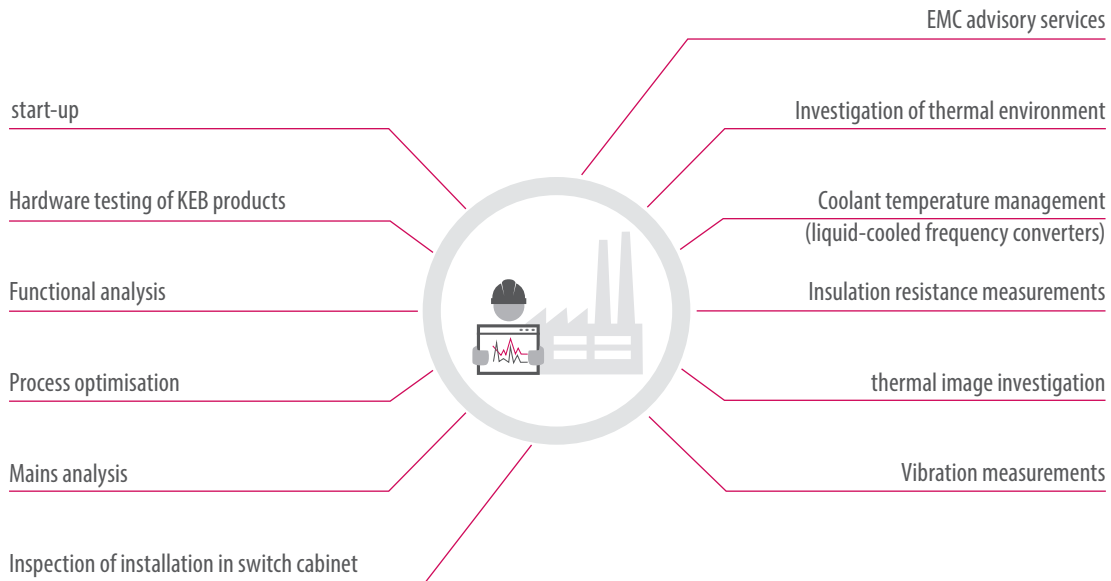 EMC advisory services
start-up
Investigation of thermal environment
Hardware testing of KEB products
Coolant temperature management
(liquid-cooled frequency converters)
Functional analysis
Insulation resistance measurements
Process optimisation
thermal image investigation
Mains analysis
Vibration measurements
Inspection of installation in switch cabinet